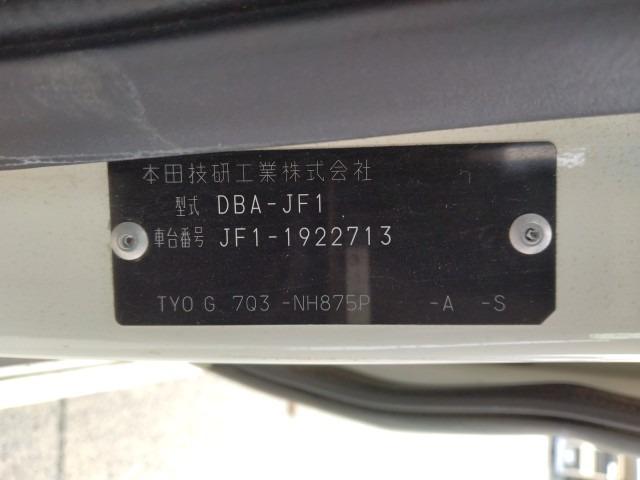 本田技研工業株式会社
型式 DBA-JF1
車台番号 JF1-1922713
TYO G 7Q3 -NH875P -A -S